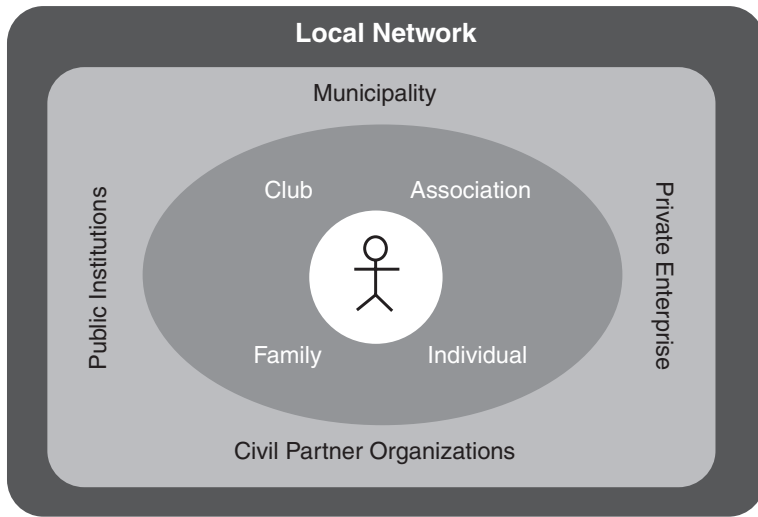 Local Network
Municipality
Club
Association
Public Institutions
Private Enterprise
Family
Individual
Civil Partner Organizations